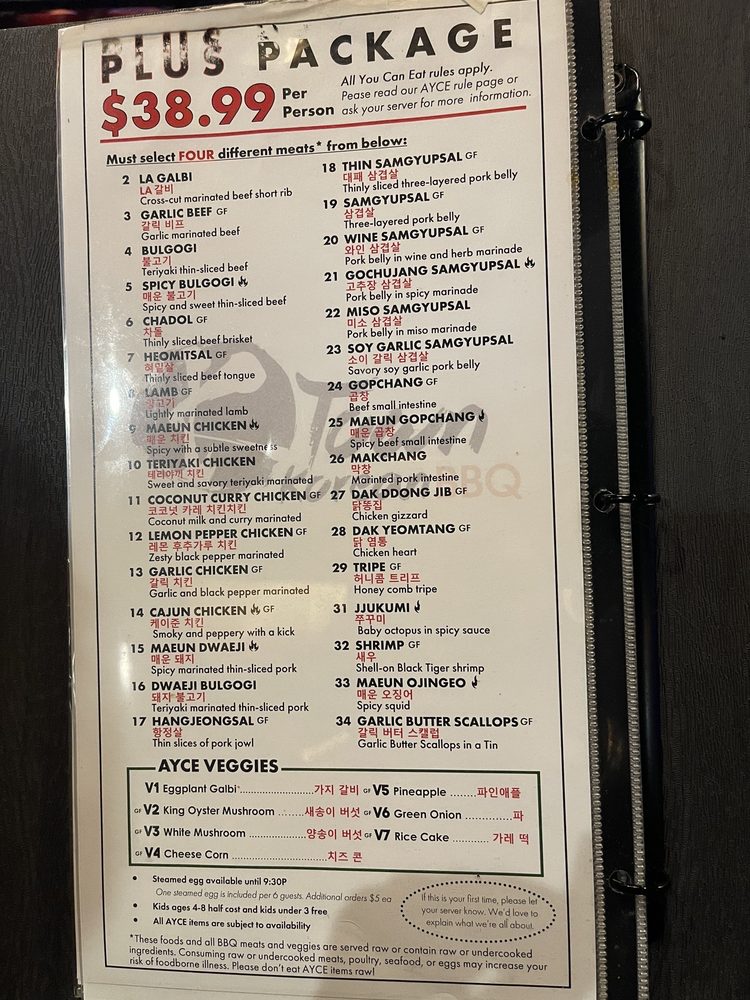 PLUS PACKAGE
$38.99 Per Person
All You Can Eat rules apply.
Pease read our AYCE rule page or
ask your server for more information.
Must select FOUR different meats* from below:
2 LA GALBI
LA 갈비
Cross-cut marinated beef short rib
3 GARLIC BEEF GF
갈릭 비프
Garlic marinated beef
4 BULGOGI
불고기
Teriyaki thin-sliced beef
5 SPICY BULGOGI
매운 불고기
Spicy and sweet thin-sliced beef
6 CHADOL GF
차돌
Thinly sliced beef brisket
7 HEOMITSAL GF
혀밑살
Thinly sliced beef tongue
8 LAMB GF
양고기
Lightly marinated lamb
9 MAEUN CHICKEN
매운 치킨
Spicy with a subtle sweetness
10 TERIYAKI CHICKEN
테리야끼 치킨
Sweet and savory teriyaki marinated
11 COCONUT CURRY CHICKEN GF
코코넛 카레 치킨치킨
Coconut milk and curry marinated
12 LEMON PEPPER CHICKEN GF
레몬 후추가루 치킨
Zesty black pepper marinated
13 GARLIC CHICKEN GF
갈릭 치킨
Garlic and black pepper marinated
14 CAJUN CHICKEN GF
케이준 치킨
Smoky and peppery with a kick
15 MAEUN DWAEJI
매운 돼지
Spicy marinated thin-sliced pork
16 DWAEJI BULGOGI
돼지 불고기
Teriyaki marinated thin-sliced pork
17 HANGJEONGSAL GF
항정살
Thin slices of pork jowl
18 THIN SAMGYUPSAL GF
대패 삼겹살
Thinly sliced three-layered pork belly
19 SAMGYUPSAL GF
삼겹살
Three-layered pork belly
20 WINE SAMGYUPSAL GF
와인 삼겹살
Pork belly in wine and herb marinade
21 GOCHUJANG SAMGYUPSAL
고추장 삼겹살
Pork belly in spicy marinade
22 MISO SAMGYUPSAL
미소 삼겹살
Pork belly in miso marinade
23 SOY GARLIC SAMGYUPSAL
소이 갈릭 삼겹살
Savory soy garlic pork belly
24 GOPCHANG GF
곱창
Beef small intestine
25 MAEUN GOPCHANG
매운 곱창
Spicy beef small intestine
26 MAKCHANG
막창
Marinted pork intestine
27 DAK DDONG JIB GF
닭똥집
Chicken gizzard
28 DAK YEOMTANG GF
닭 염통
Chicken heart
29 TRIPE GF
허니콤 트리프
Honey comb tripe
31 JJUKUMI
쭈꾸미
Baby octopus in spicy sauce
32 SHRIMP GF
새우
Shell-on Black Tiger shrimp
33 MAEUN OJINGEO
매운 오징어
Spicy squid
34 GARLIC BUTTER SCALLOPS GF
갈릭 버터 스캘럽
Garlic Butter Scallops in a Tin
Korean BBQ
AYCE VEGGIES
V1 Eggplant Galbi*..............................가지 갈비
GF V5 Pineapple ........파인애플
GF V2 King Oyster Mushroom ........새송이 버섯
GF V6 Green Onion ..............파
GF V3 White Mushroom ....................양송이 버섯
GF V7 Rice Cake ........... 가레 떡
GF V4 Cheese Corn ................................치즈 콘
• Steamed egg available until 9:30P
One steamed egg is included per 6 guests. Additional orders $5 ea
• Kids ages 4-8 half cost and kids under 3 free
• All AYCE items are subject to availability
If this is your first time, please let
your server know. We'd love to
explain what we're all about.
*These foods and all BBQ meats and veggies are served raw or contain raw or undercooked
ingredients. Consuming raw or undercooked meats, poultry, seafood, or eggs may increase your
risk of foodborne illness. Please don't eat AYCE items raw!